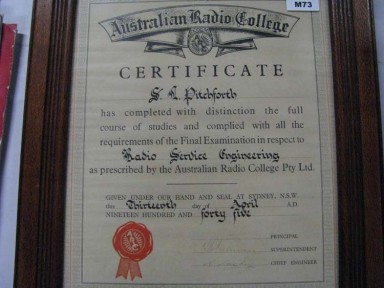 M73
Australian Radio College
CERTIFICATE
S. L. Pitchforth
has completed with distinction the full
course of studies and complied with all the
requirements of the Final Examination in respect to
Radio Service Engineering
as prescribed by the Australian Radio College Pty Ltd.
GIVEN UNDER OUR HAND AND SEAL AT SYDNEY, N.S.W.
this Thirteenth day of April A.D.
NINETEEN HUNDRED AND forty five
PRINCIPAL
SUPERINTENDENT
CHIEF ENGINEER